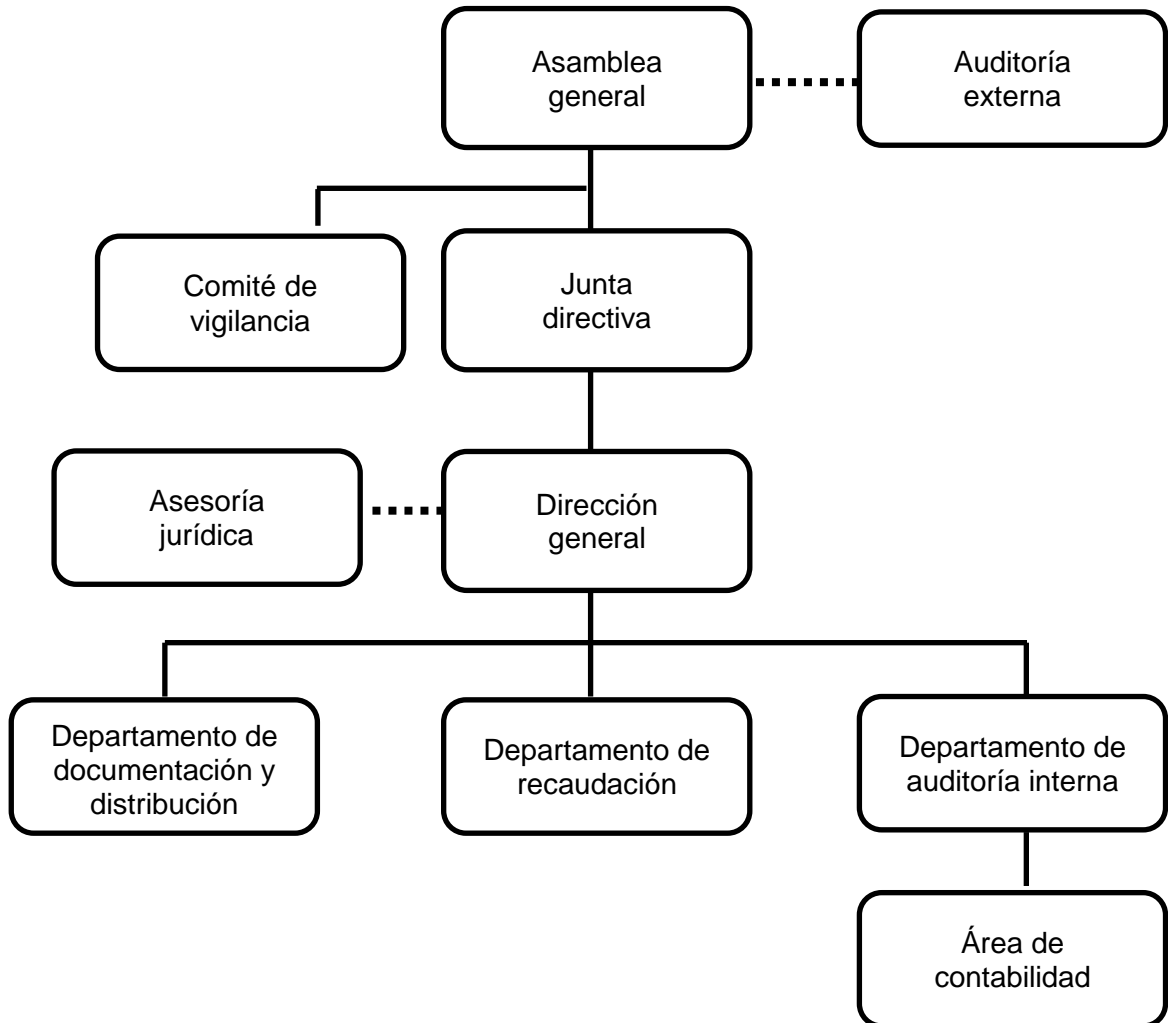 Asamblea
general
Auditoría
externa
Comité de
vigilancia
Junta
directiva
Asesoría
jurídica
Dirección
general
Departamento de
documentación y
distribución
Departamento de
recaudación
Departamento de
auditoría interna
Área de
contabilidad